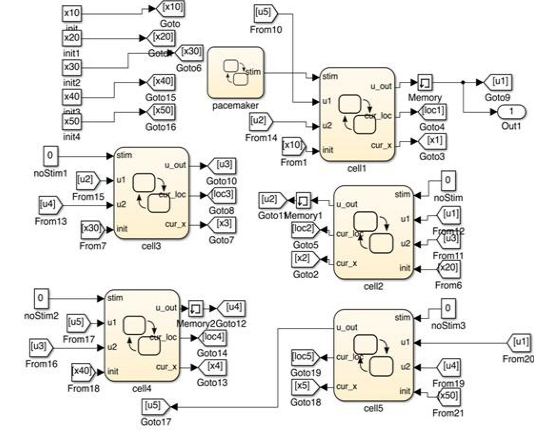 x10
[x10]
init
Goto
x20
[x20]
init1
x30
[x30]
Goto6
x40
[x40]
Goto15
x50
[x50]
init4
Goto16
[u5]
From10
stim
pacemaker
[u2]
From14
[x10]
From1
stim
u1
u2
init
u_out
cur_loc
cur_x
cell1
Memory
[u1]
Goto9
1
Out1
[loc1]
Goto4
[x1]
Goto3
0
noStim1
[u2]
From15
[u4]
From13
[x30]
From7
stim
u1
u2
init
u_out
cur_loc
cur_x
cell3
[u3]
Goto10
[loc3]
Goto8
[x3]
Goto7
[u2]
Memory1
[loc2]
Goto5
[x2]
Goto2
u_out
cur_x
stim
u1
u2
init
cell2
0
noStim
[u1]
From12
[u3]
From11
[x20]
From6
0
noStim2
[u5]
From17
[u3]
From16
[x40]
From18
stim
u1
u2
init
u_out
cur_loc
cur_x
cell4
Memory2
[u4]
Goto12
[loc4]
Goto14
[x4]
Goto13
[u5]
Goto17
[loc5]
Goto19
[x5]
Goto18
u_out
cur_x
stim
u1
u2
init
cell5
0
noStim3
[u1]
From20
[u4]
From19
[x50]
From21